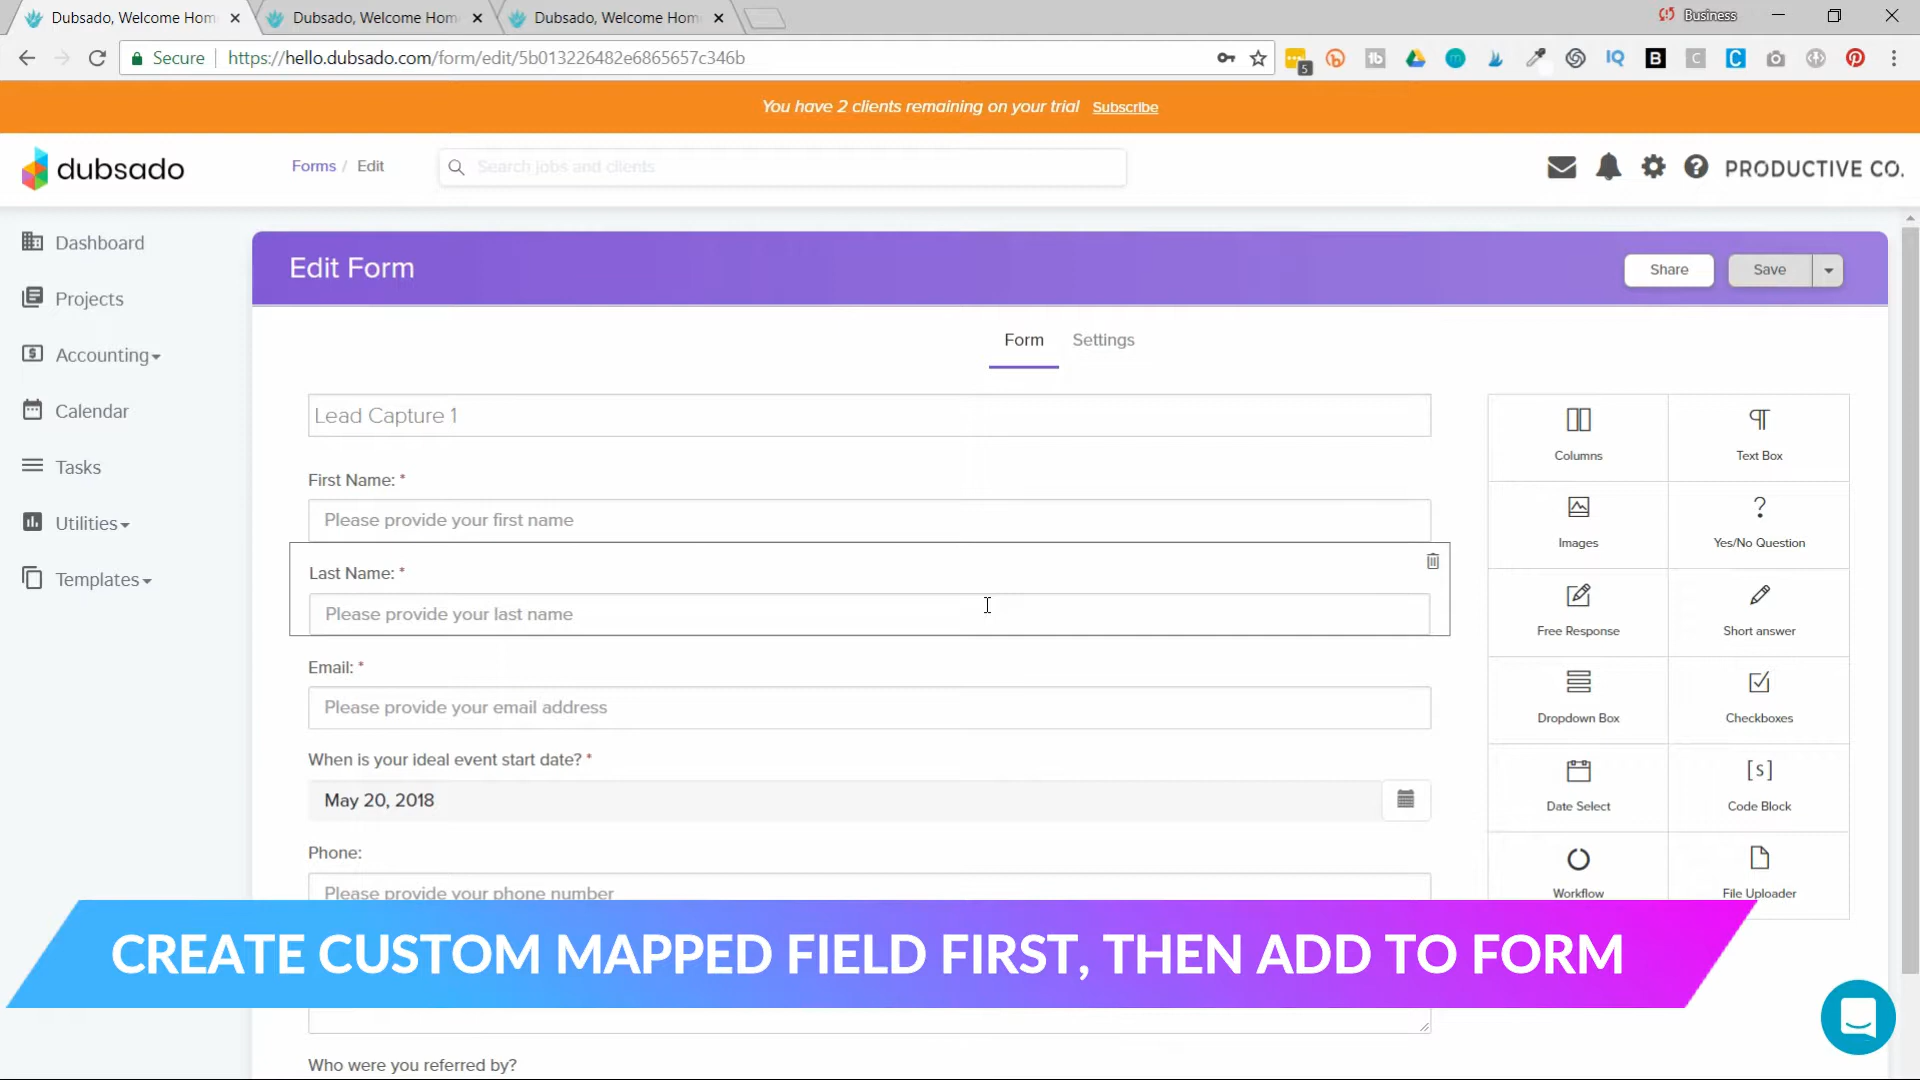 Dubsado, Welcome Hom
Dubsado, Welcome Hom
Dubsado, Welcome Hom
Business
Secure
https://hello.dubsado.com/form/edit/5b013226482e6865657c346b
5
tb
m
IQ
B
C
C
You have 2 clients remaining on your trial Subscribe
dubsado
Forms / Edit
Search jobs and clients
PRODUCTIVE CO.
Dashboard
Projects
Accounting
Calendar
Tasks
Utilities
Templates
Edit Form
Share
Save
Form
Settings
Lead Capture 1
First Name: *
Please provide your first name
Last Name: *
Please provide your last name
Email: *
Please provide your email address
When is your ideal event start date? *
May 20, 2018
Phone:
Please provide your phone number
Who were you referred by?
Columns
Text Box
Images
?
Yes/No Question
Free Response
Short answer
Dropdown Box
Checkboxes
Date Select
[s]
Code Block
Workflow
File Uploader
CREATE CUSTOM MAPPED FIELD FIRST, THEN ADD TO FORM